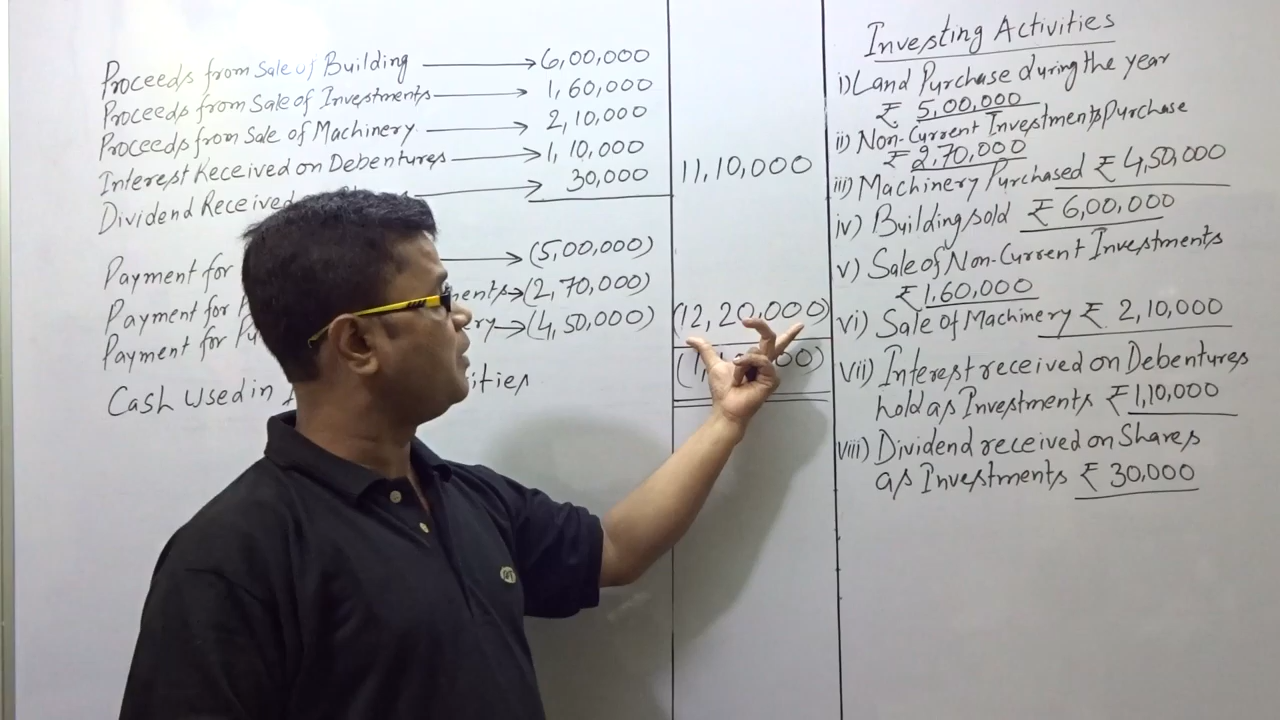 Proceeds from Sale of Building → 6,00,000
Proceeds from Sale of Investments → 1,60,000
Proceeds from Sale of Machinery → 2,10,000
Interest Received on Debentures → 1,10,000
Dividend Received → 30,000
11,10,000
Payment for → (5,00,000)
Payment for → (2,70,000)
Payment for → (4,50,000)
(12,20,000)
Cash Used in
Investing Activities
i) Land Purchase during the year
₹ 5,00,000
ii) Non-Current Investments Purchase
₹ 2,70,000
iii) Machinery Purchased ₹ 4,50,000
iv) Building sold ₹ 6,00,000
v) Sale of Non-Current Investments
₹ 1,60,000
vi) Sale of Machinery ₹ 2,10,000
vii) Interest received on Debentures
hold as Investments ₹ 1,10,000
viii) Dividend received on Shares
as Investments ₹ 30,000